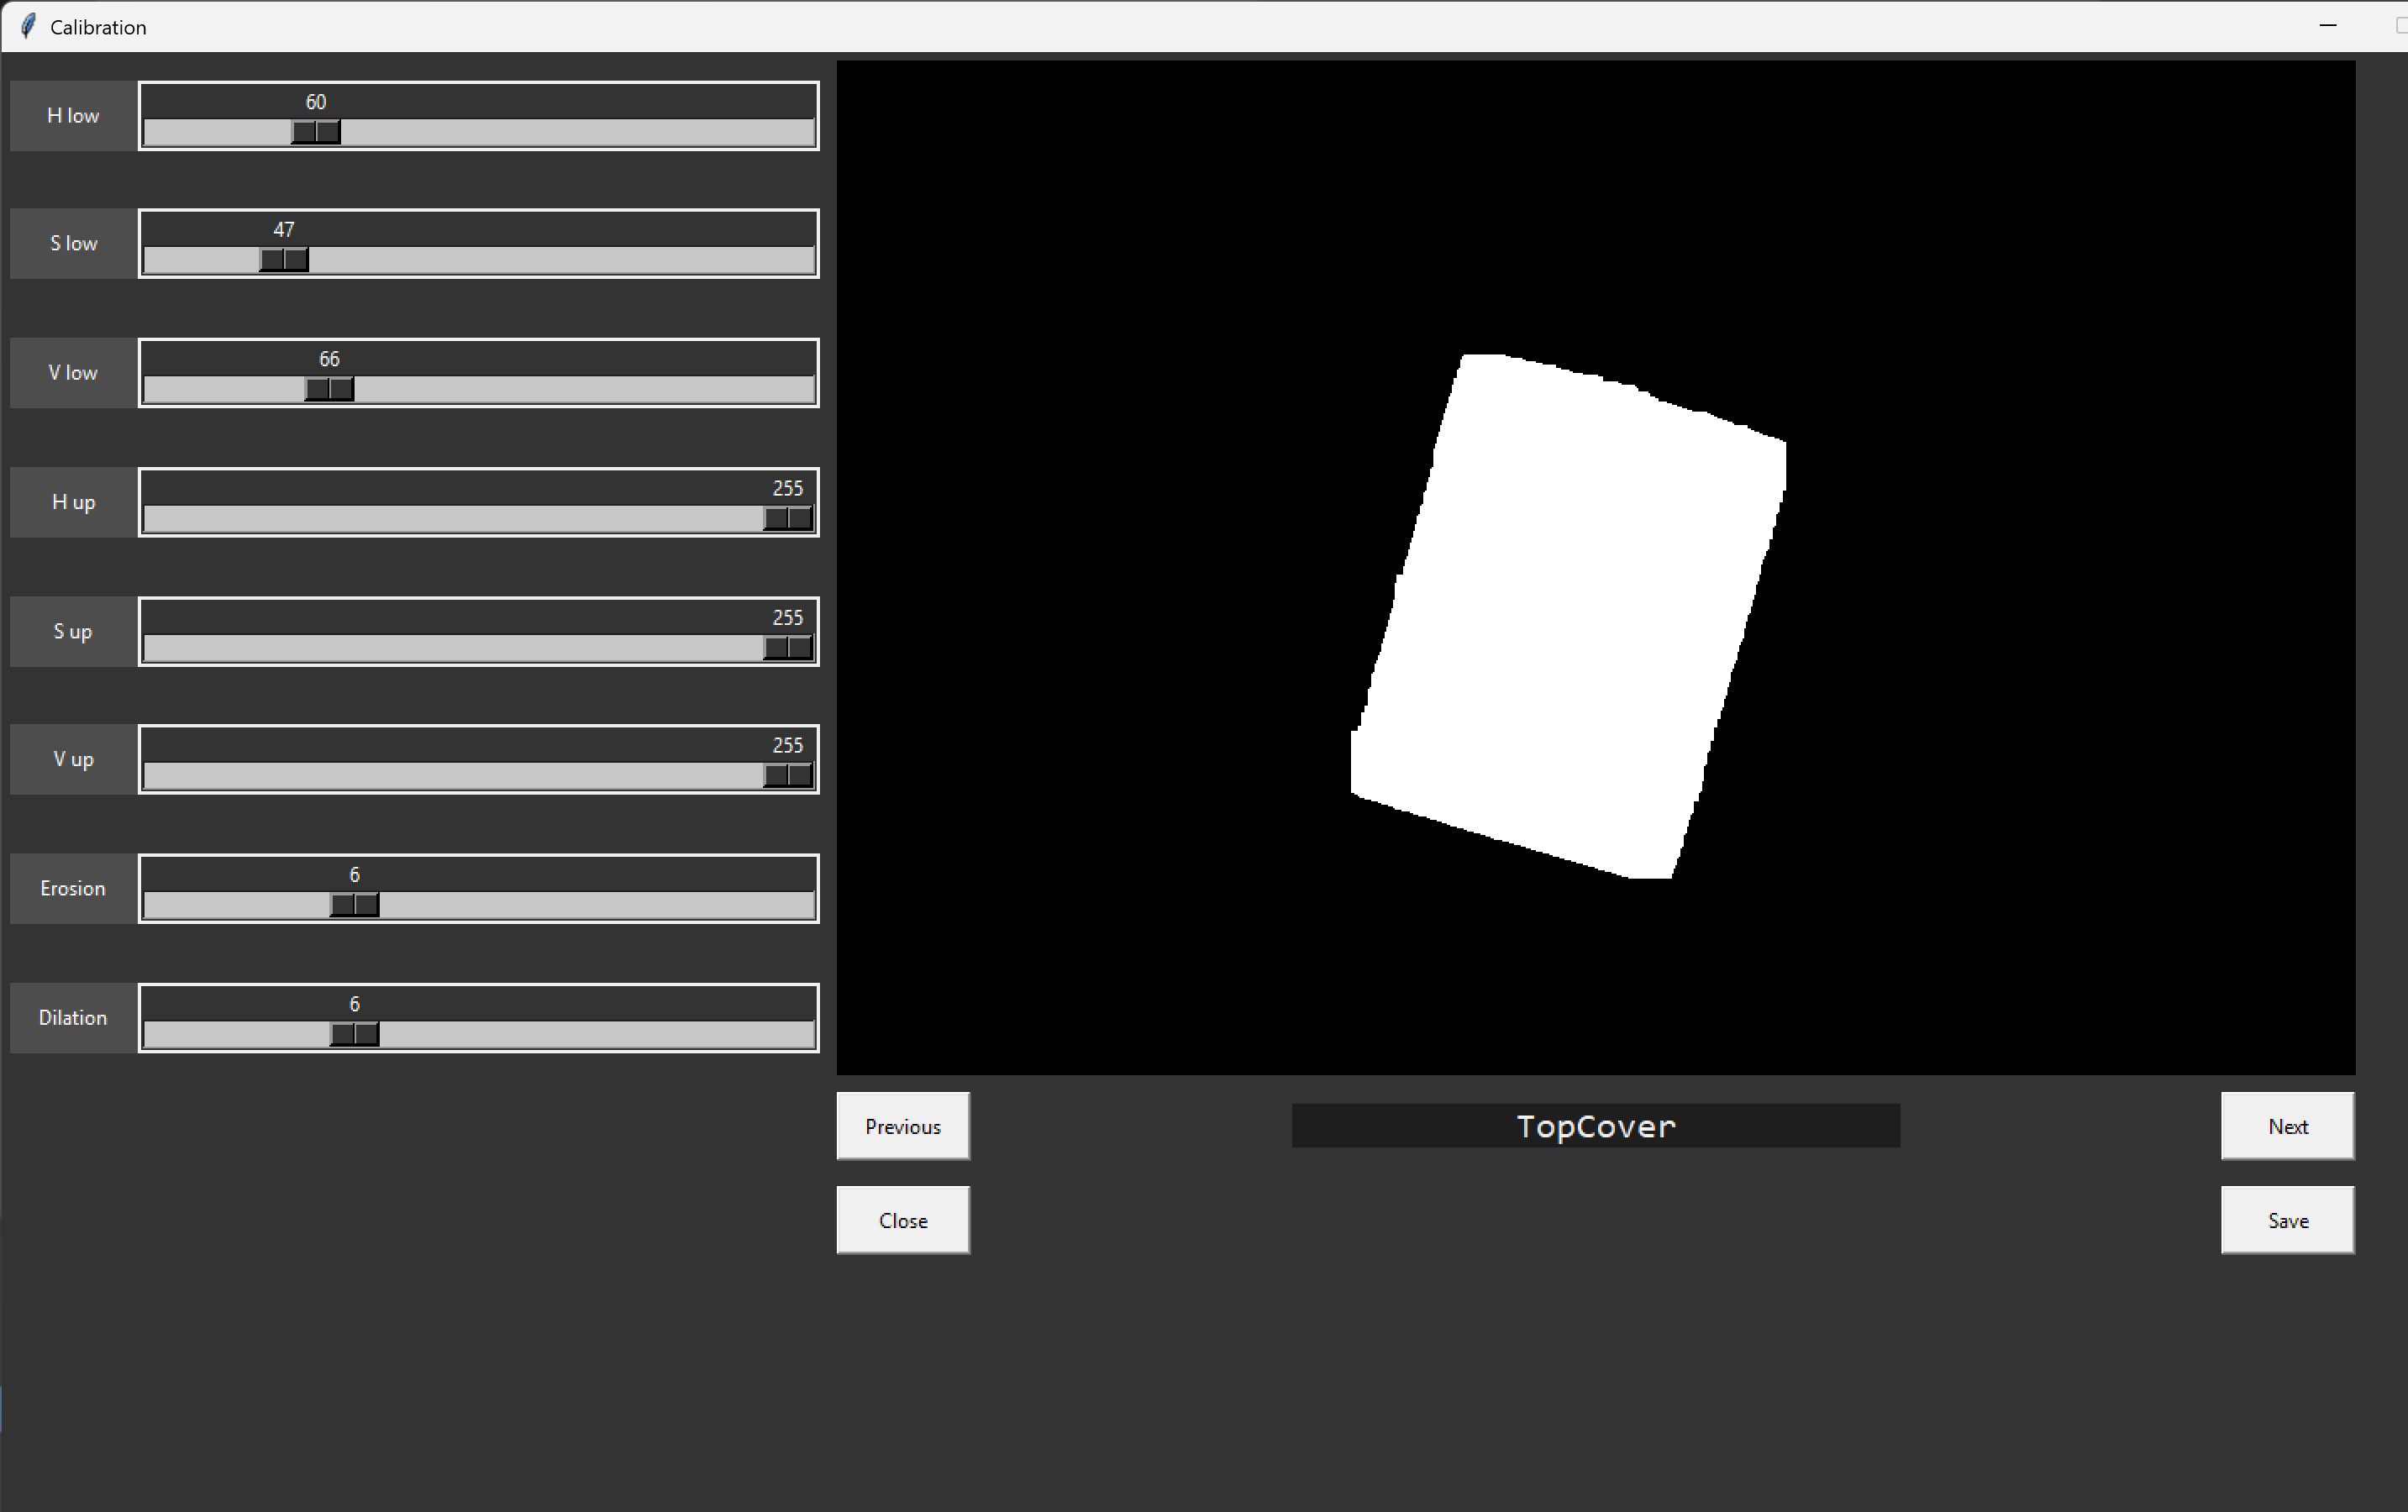 Calibration
H low
60
S low
47
V low
66
H up
255
S up
255
V up
255
Erosion
6
Dilation
6
Previous
TopCover
Next
Close
Save